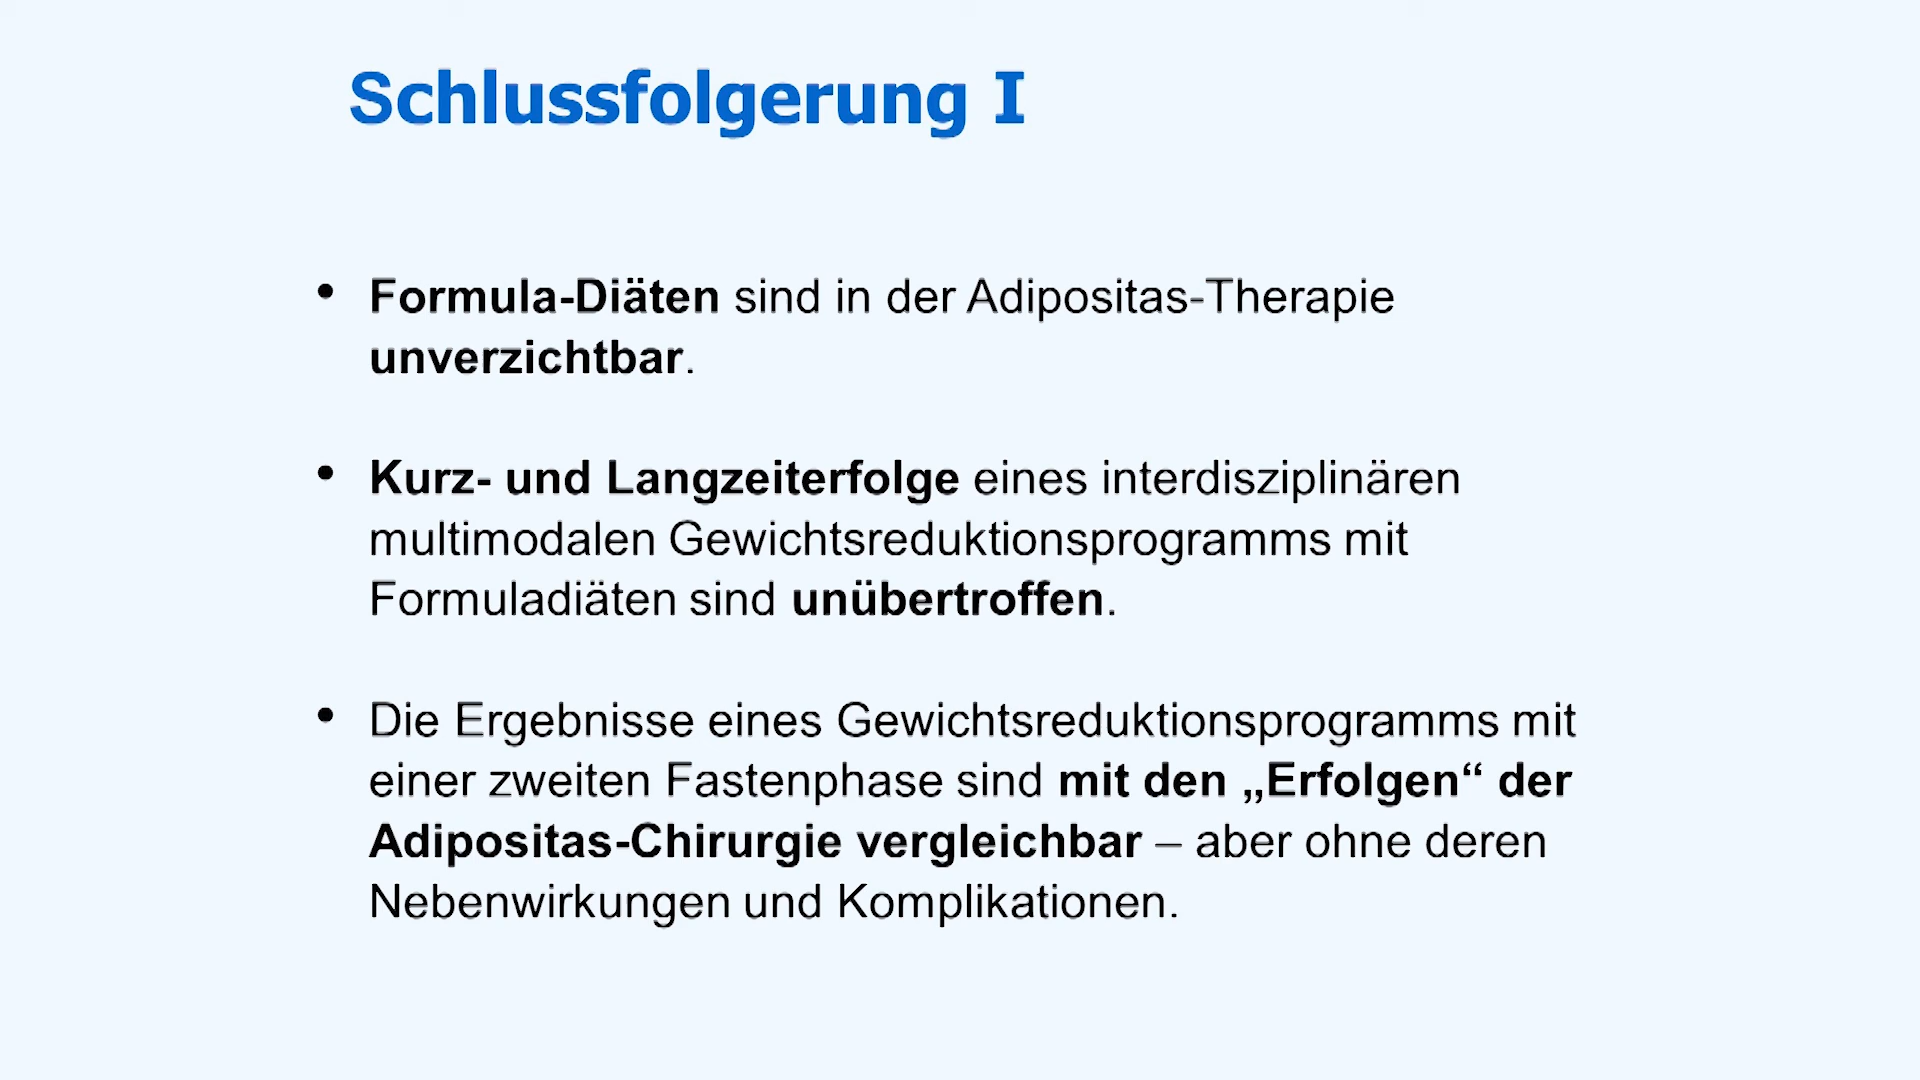 Schlussfolgerung I
• Formula-Diäten sind in der Adipositas-Therapie
unverzichtbar.
• Kurz- und Langzeiterfolge eines interdisziplinären
multimodalen Gewichtsreduktionsprogramms mit
Formuladiäten sind unübertroffen.
• Die Ergebnisse eines Gewichtsreduktionsprogramms mit
einer zweiten Fastenphase sind mit den „Erfolgen“ der
Adipositas-Chirurgie vergleichbar – aber ohne deren
Nebenwirkungen und Komplikationen.